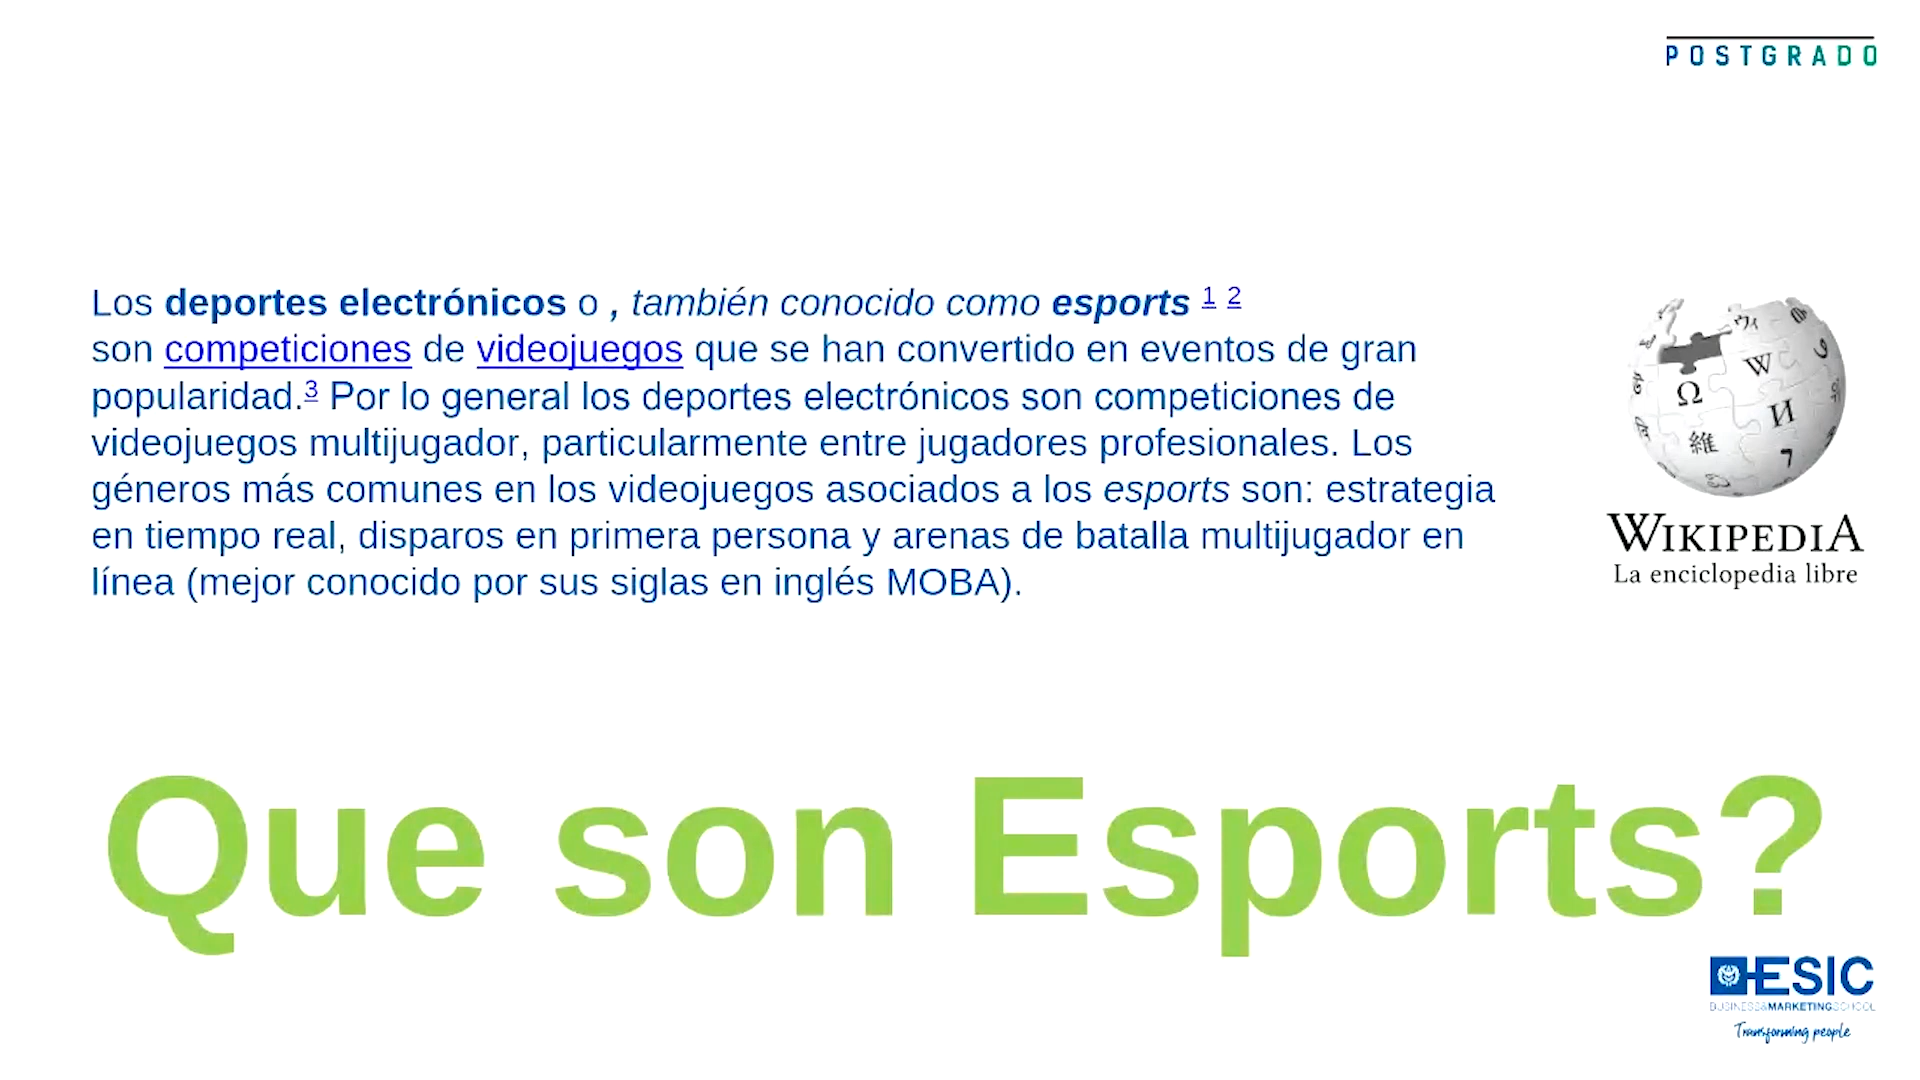 POSTGRADO
Los deportes electrónicos o , también conocido como esports 1 2
son competiciones de videojuegos que se han convertido en eventos de gran
popularidad.3 Por lo general los deportes electrónicos son competiciones de
videojuegos multijugador, particularmente entre jugadores profesionales. Los
géneros más comunes en los videojuegos asociados a los esports son: estrategia
en tiempo real, disparos en primera persona y arenas de batalla multijugador en
línea (mejor conocido por sus siglas en inglés MOBA).
Ω W И 維 ウィ
WIKIPEDIA
La enciclopedia libre
Que son Esports?
ESIC
BUSINESS&MARKETINGSCHOOL
Transforming people